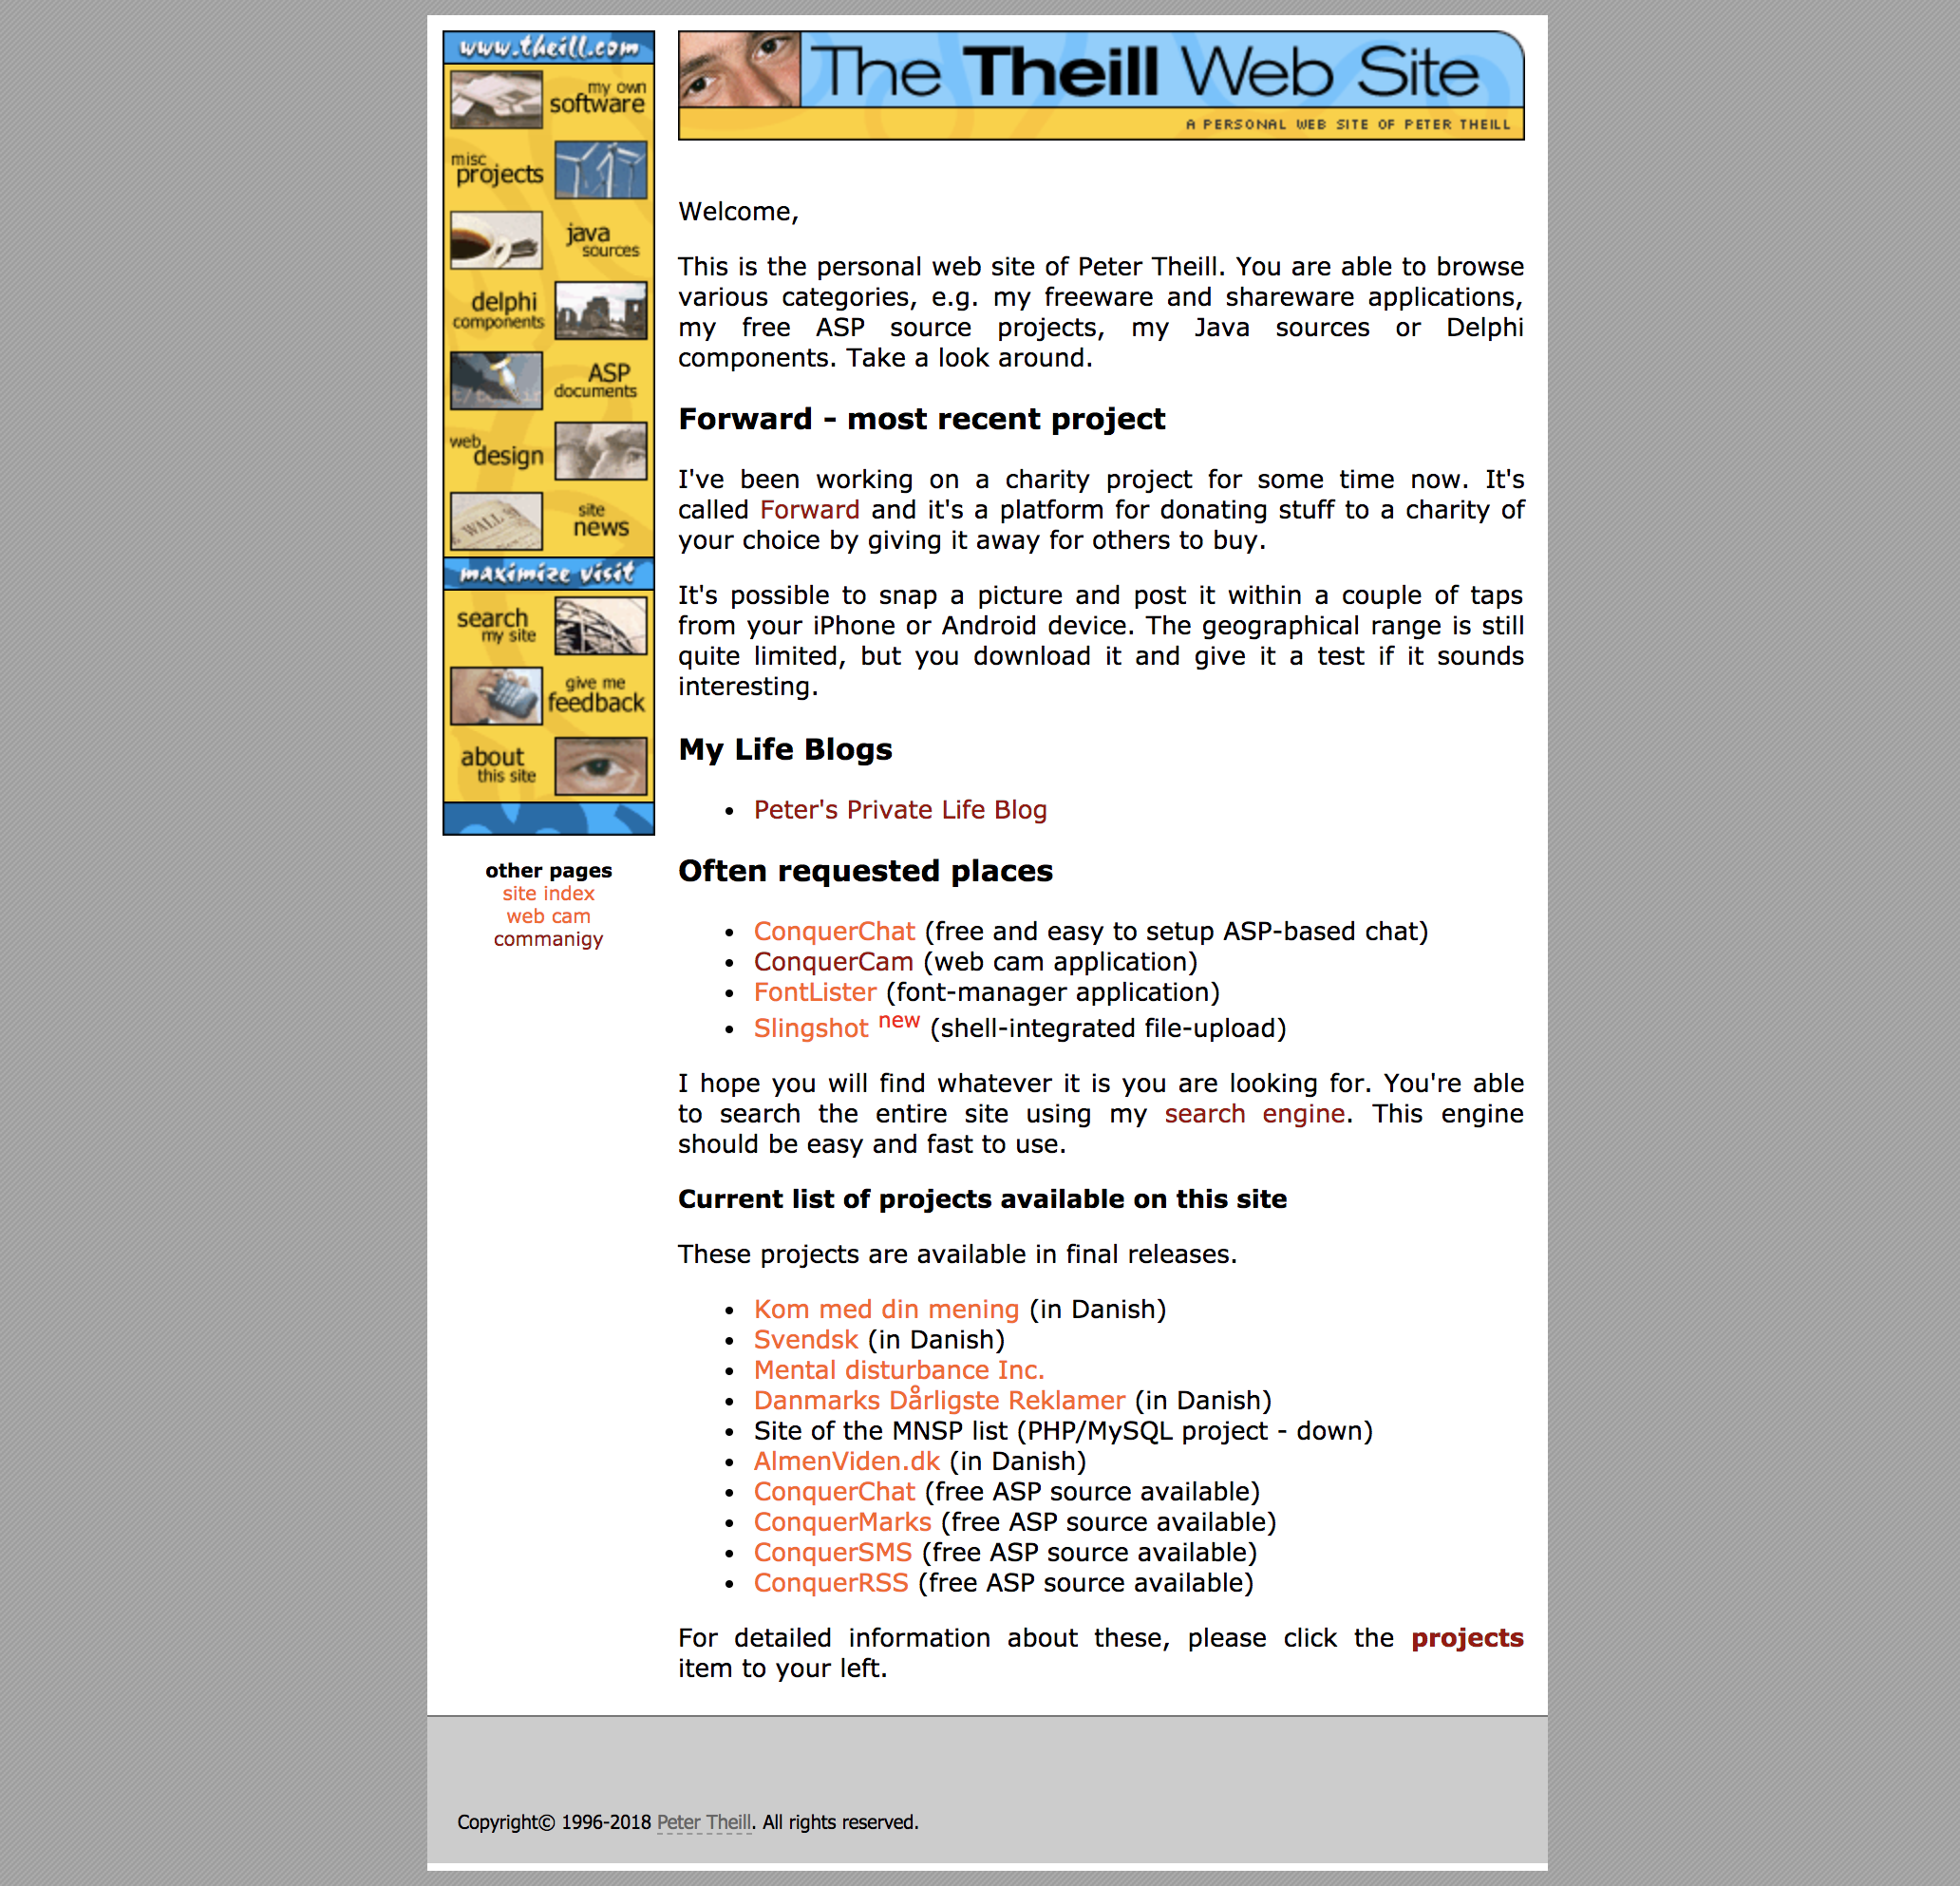 www.theill.com
my own
software
misc
projects
java
sources
delphi
components
ASP
documents
web
design
WALL
site
news
maximize visit
search
my site
give me
feedback
about
this site
other pages
site index
web cam
commanigy
The Theill Web Site
A PERSONAL WEB SITE OF PETER THEILL
Welcome,
This is the personal web site of Peter Theill. You are able to browse
various categories, e.g. my freeware and shareware applications,
my free ASP source projects, my Java sources or Delphi
components. Take a look around.
Forward - most recent project
I've been working on a charity project for some time now. It's
called Forward and it's a platform for donating stuff to a charity of
your choice by giving it away for others to buy.
It's possible to snap a picture and post it within a couple of taps
from your iPhone or Android device. The geographical range is still
quite limited, but you download it and give it a test if it sounds
interesting.
My Life Blogs
• Peter's Private Life Blog
Often requested places
• ConquerChat (free and easy to setup ASP-based chat)
• ConquerCam (web cam application)
• FontLister (font-manager application)
• Slingshot new (shell-integrated file-upload)
I hope you will find whatever it is you are looking for. You're able
to search the entire site using my search engine. This engine
should be easy and fast to use.
Current list of projects available on this site
These projects are available in final releases.
• Kom med din mening (in Danish)
• Svendsk (in Danish)
• Mental disturbance Inc.
• Danmarks Dårligste Reklamer (in Danish)
• Site of the MNSP list (PHP/MySQL project - down)
• AlmenViden.dk (in Danish)
• ConquerChat (free ASP source available)
• ConquerMarks (free ASP source available)
• ConquerSMS (free ASP source available)
• ConquerRSS (free ASP source available)
For detailed information about these, please click the projects
item to your left.
Copyright© 1996-2018 Peter Theill. All rights reserved.